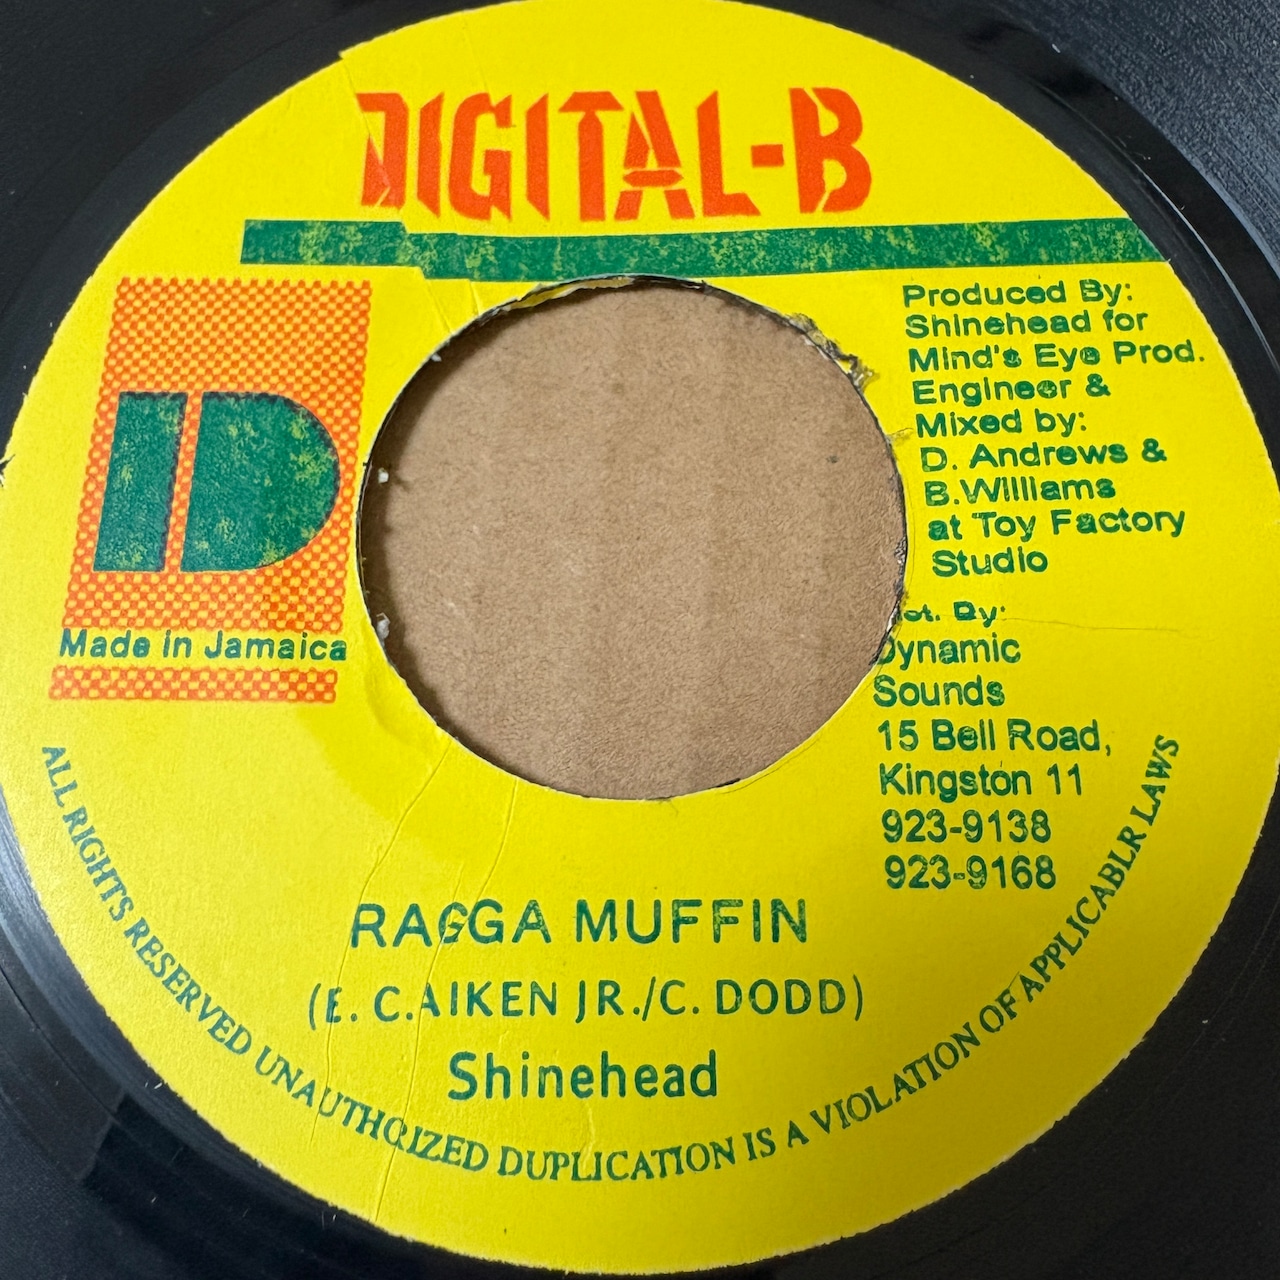 DIGITAL-B
Produced By:
Shinehead for
Mind's Eye Prod.
Engineer &
Mixed by:
D. Andrews &
B.Williams
at Toy Factory
Studio
Made in Jamaica
By:
Dynamic
Sounds
15 Bell Road,
Kingston 11
923-9138
923-9168
RAGGA MUFFIN
(E. C.AIKEN JR./C. DODD)
Shinehead
ALL RIGHTS RESERVED UNAUTHORIZED DUPLICATION IS A VIOLATION OF APPLICABLR LAWS